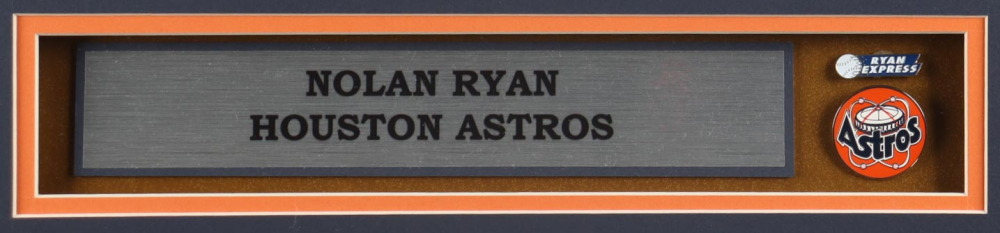 NOLAN RYAN
HOUSTON ASTROS
RYAN
EXPRESS
Astros